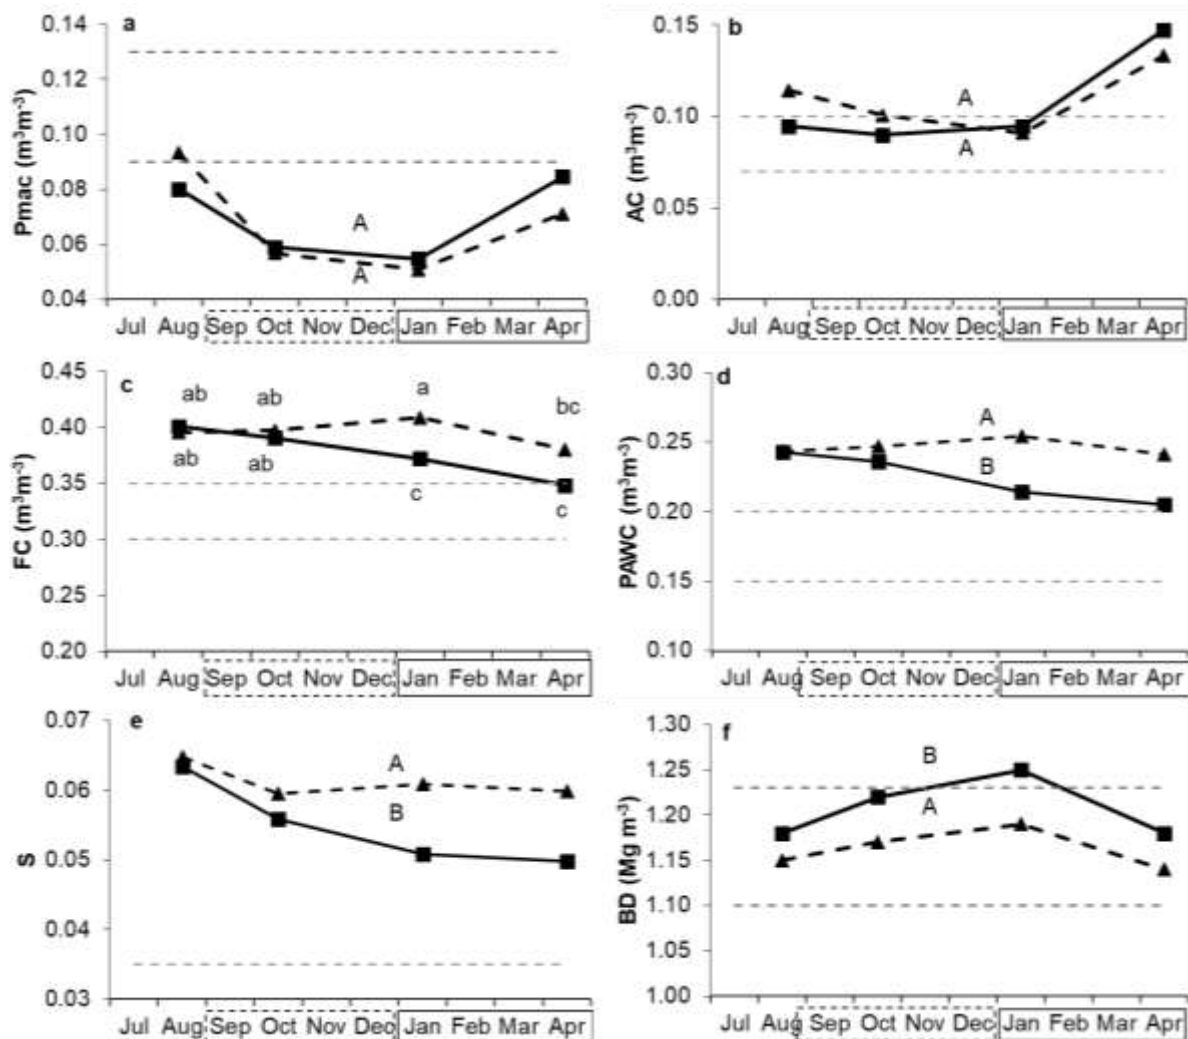 a
0.14
0.12
0.10
0.08
0.06
0.04
Pmac (m³m⁻³)
A
A
Jul Aug Sep Oct Nov Dec Jan Feb Mar Apr
b
0.15
0.10
0.05
0.00
AC (m³m⁻³)
A
A
Jul Aug Sep Oct Nov Dec Jan Feb Mar Apr
c
0.45
0.40
0.35
0.30
0.25
0.20
FC (m³m⁻³)
ab ab a bc
ab ab c c
Jul Aug Sep Oct Nov Dec Jan Feb Mar Apr
d
0.30
0.25
0.20
0.15
0.10
PAWC (m³m⁻³)
A
B
Jul Aug Sep Oct Nov Dec Jan Feb Mar Apr
e
0.07
0.06
0.05
0.04
0.03
S
A
B
Jul Aug Sep Oct Nov Dec Jan Feb Mar Apr
f
1.30
1.25
1.20
1.15
1.10
1.05
1.00
BD (Mg m⁻³)
B
A
Jul Aug Sep Oct Nov Dec Jan Feb Mar Apr